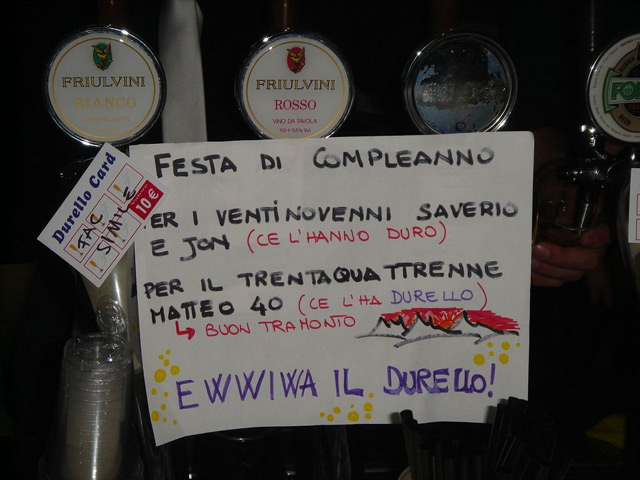 FRIULVINI
BIANCO
FRIULVINI
ROSSO
VINO DA TAVOLA
Durello Card
FAC
SIMILE
10 €
FESTA DI COMPLEANNO
ER I VENTINOVENNI SAVERIO
E JON (CE L'HANNO DURO)
PER IL TRENTAQUATTRENNE
MATTEO 40 (CE L'HA DURELLO)
BUON TRAMONTO
EWWIWA IL DURELLO!